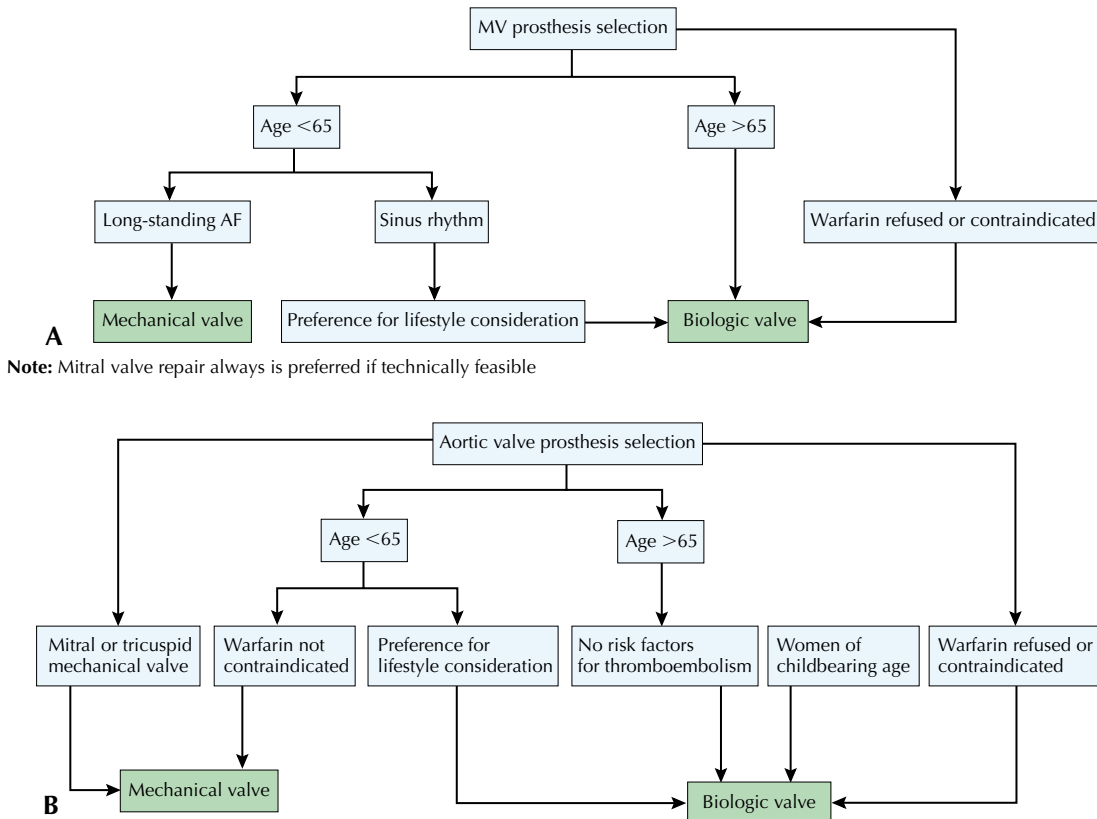 MV prosthesis selection
Age <65
Age >65
Long-standing AF
Sinus rhythm
Warfarin refused or contraindicated
Mechanical valve
Preference for lifestyle consideration
Biologic valve
A
Note: Mitral valve repair always is preferred if technically feasible
Aortic valve prosthesis selection
Age <65
Age >65
Mitral or tricuspid
mechanical valve
Warfarin not
contraindicated
Preference for
lifestyle consideration
No risk factors
for thromboembolism
Women of
childbearing age
Warfarin refused or
contraindicated
Mechanical valve
Biologic valve
B